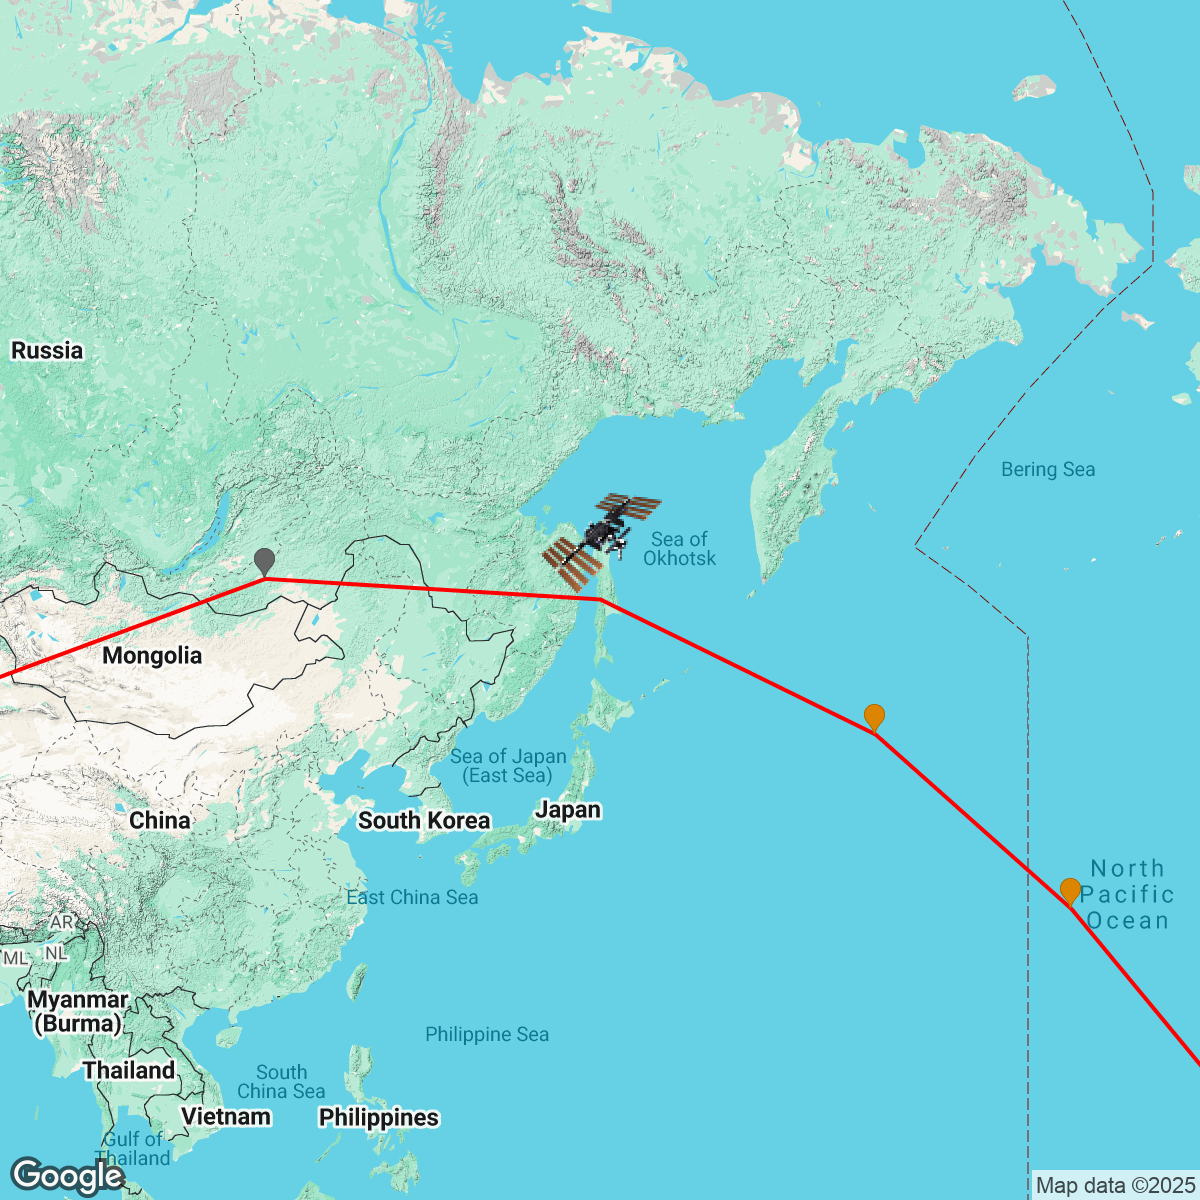 Russia
Bering Sea
Sea of
Okhotsk
Mongolia
Sea of Japan
(East Sea)
Japan
China
South Korea
North
Pacific
Ocean
East China Sea
AR
NL
ML
Myanmar
(Burma)
Philippine Sea
Thailand
South
China Sea
Vietnam
Philippines
Gulf of
Thailand
Google
Map data ©2025